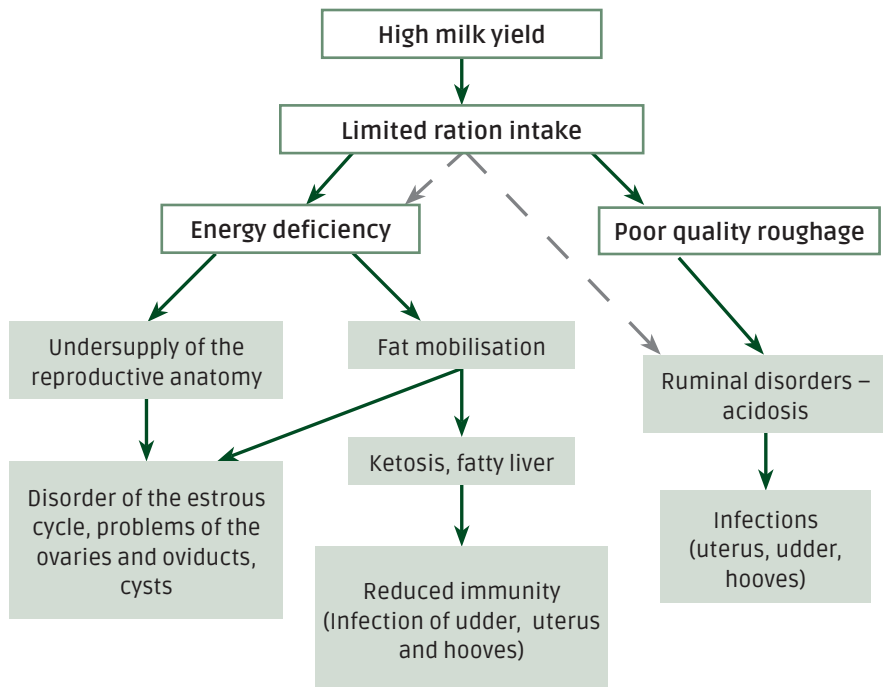 High milk yield
Limited ration intake
Energy deficiency
Poor quality roughage
Undersupply of the
reproductive anatomy
Fat mobilisation
Ruminal disorders –
acidosis
Ketosis, fatty liver
Disorder of the estrous
cycle, problems of the
ovaries and oviducts,
cysts
Infections
(uterus, udder,
hooves)
Reduced immunity
(Infection of udder, uterus
and hooves)